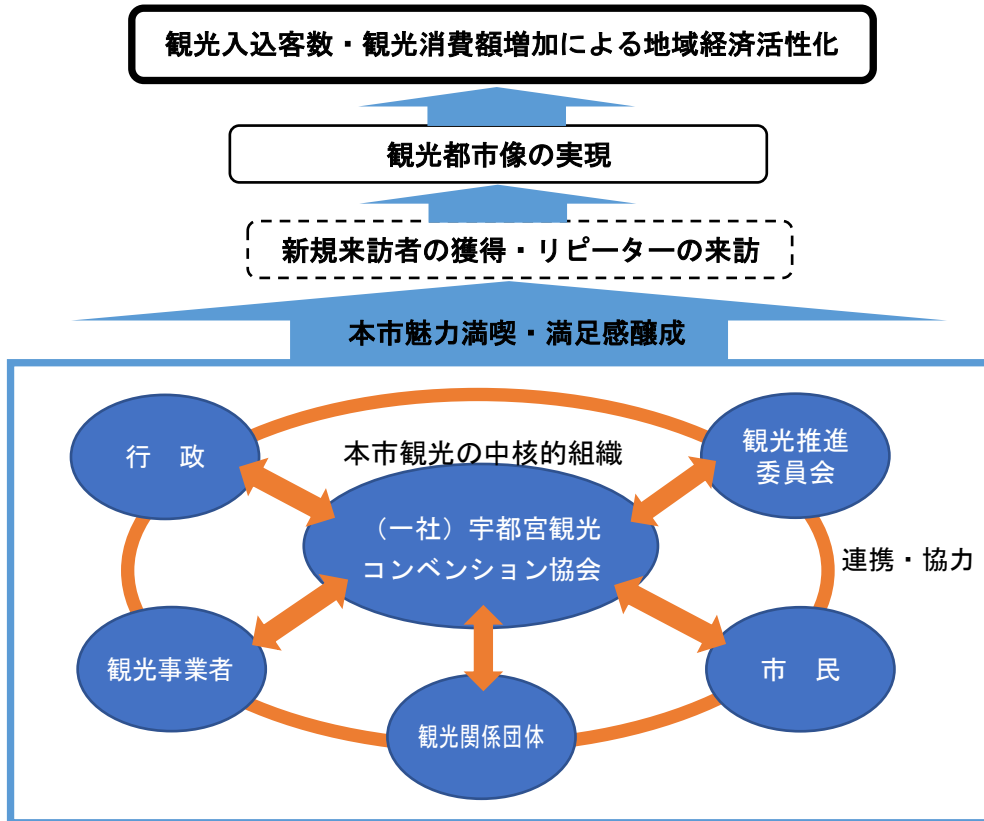 観光入込客数・観光消費額増加による地域経済活性化
観光都市像の実現
新規来訪者の獲得・リピーターの来訪
本市魅力満喫・満足感醸成
行　政
本市観光の中核的組織
観光推進
委員会
（一社）宇都宮観光
コンベンション協会
連携・協力
観光事業者
市　民
観光関係団体